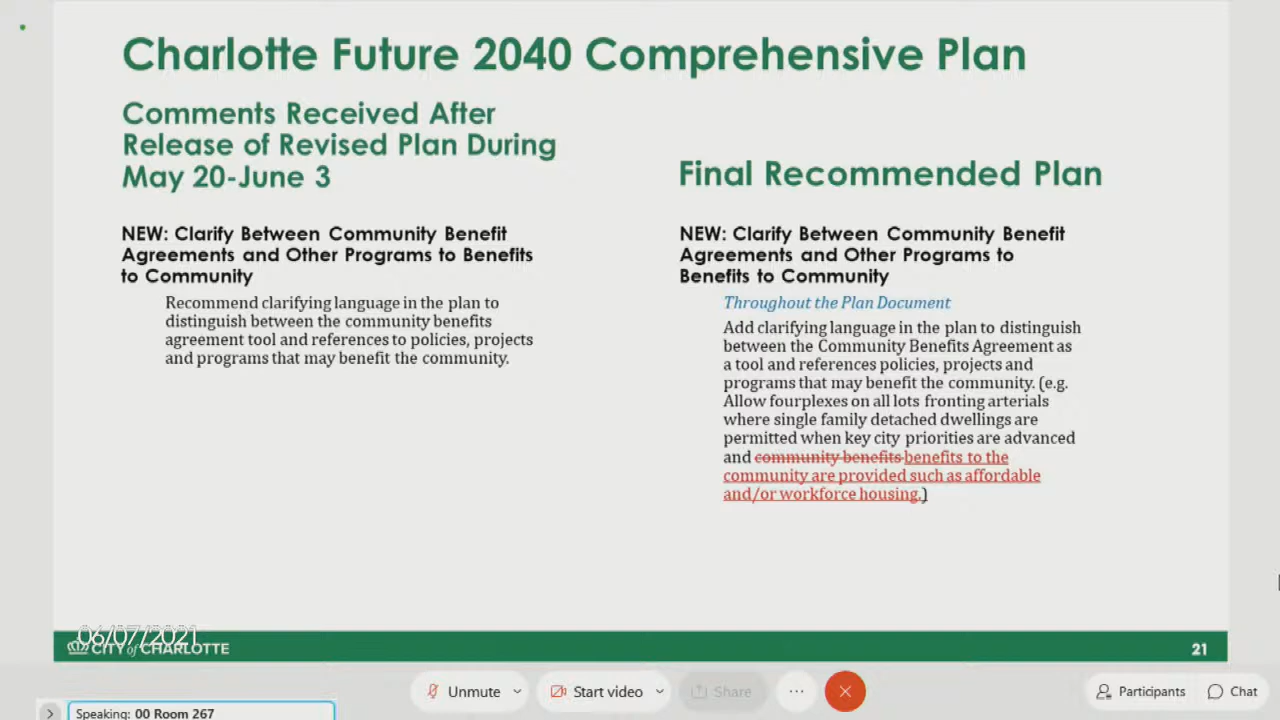 Charlotte Future 2040 Comprehensive Plan
Comments Received After
Release of Revised Plan During
May 20-June 3
NEW: Clarify Between Community Benefit
Agreements and Other Programs to Benefits
to Community
Recommend clarifying language in the plan to
distinguish between the community benefits
agreement tool and references to policies, projects
and programs that may benefit the community.
Final Recommended Plan
NEW: Clarify Between Community Benefit
Agreements and Other Programs to
Benefits to Community
Throughout the Plan Document
Add clarifying language in the plan to distinguish
between the Community Benefits Agreement as
a tool and references policies, projects and
programs that may benefit the community. (e.g.
Allow fourplexes on all lots fronting arterials
where single family detached dwellings are
permitted when key city priorities are advanced
and community benefits benefits to the
community are provided such as affordable
and/or workforce housing.)
06/07/2021
CITY of CHARLOTTE
21
Unmute
Start video
Share
Participants
Chat
Speaking: 00 Room 267